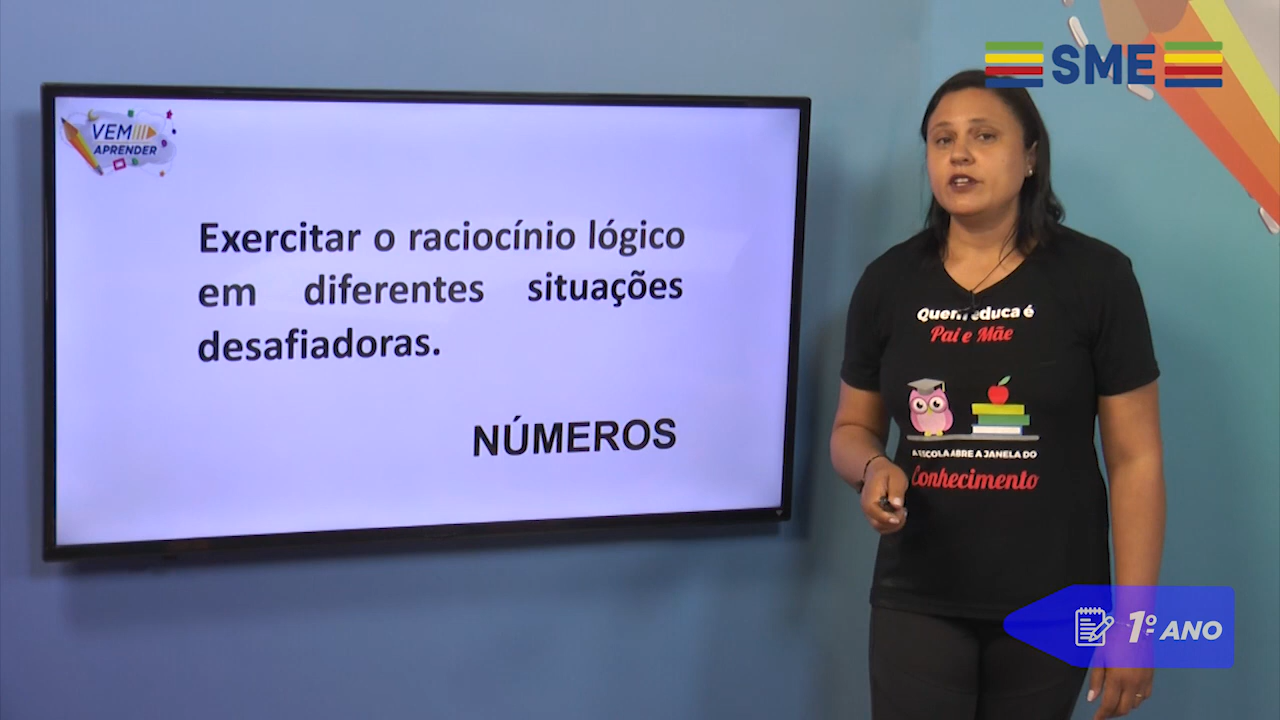 SME
VEM
APRENDER
Exercitar o raciocínio lógico
em diferentes situações
desafiadoras.
NÚMEROS
Quem educa é
Pai e Mãe
A ESCOLA ABRE A JANELA DO
Conhecimento
1º ANO